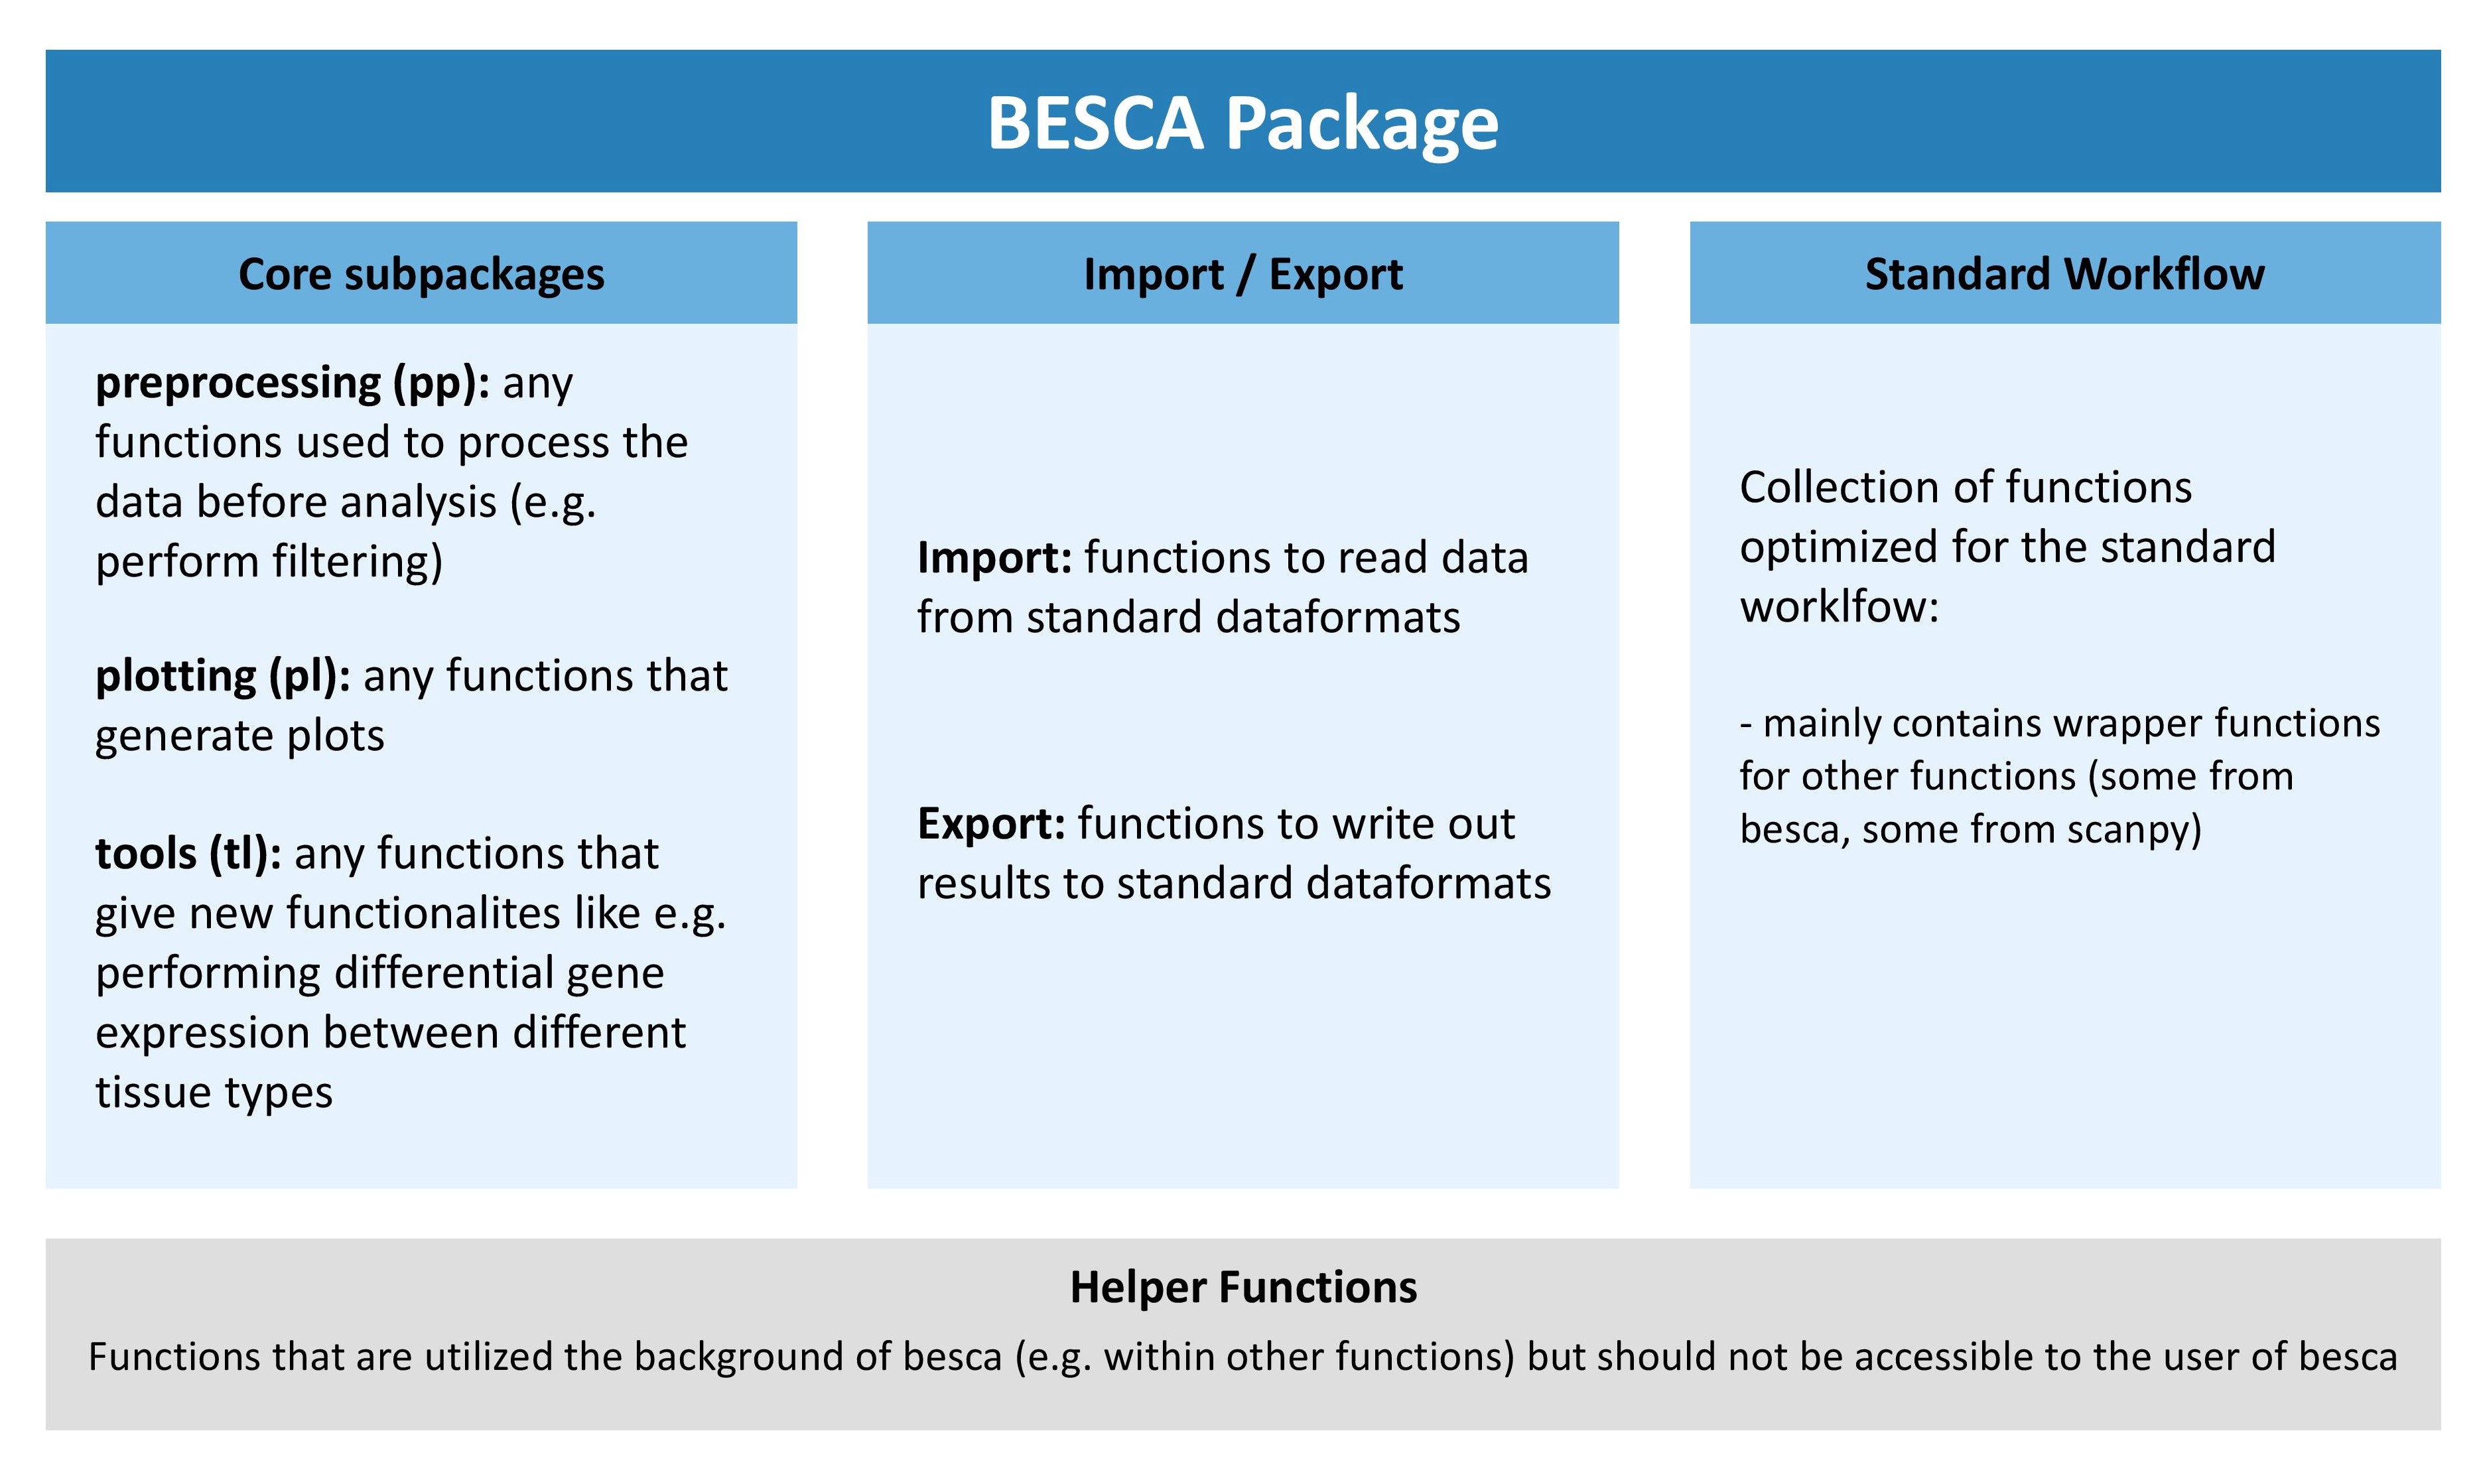 BESCA Package
Core subpackages
preprocessing (pp): any
functions used to process the
data before analysis (e.g.
perform filtering)
plotting (pl): any functions that
generate plots
tools (tl): any functions that
give new functionalites like e.g.
performing differential gene
expression between different
tissue types
Import / Export
Import: functions to read data
from standard dataformats
Export: functions to write out
results to standard dataformats
Standard Workflow
Collection of functions
optimized for the standard
worklfow:
- mainly contains wrapper functions
for other functions (some from
besca, some from scanpy)
Helper Functions
Functions that are utilized the background of besca (e.g. within other functions) but should not be accessible to the user of besca